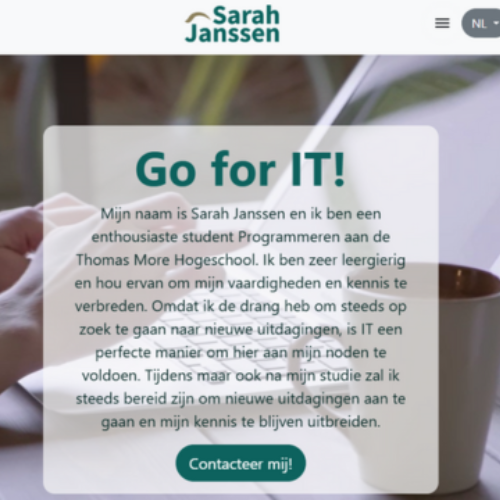 Sarah
Janssen
NL
Go for IT!
Mijn naam is Sarah Janssen en ik ben een
enthousiaste student Programmeren aan de
Thomas More Hogeschool. Ik ben zeer leergierig
en hou ervan om mijn vaardigheden en kennis te
verbreden. Omdat ik de drang heb om steeds op
zoek te gaan naar nieuwe uitdagingen, is IT een
perfecte manier om hier aan mijn noden te
voldoen. Tijdens maar ook na mijn studie zal ik
steeds bereid zijn om nieuwe uitdagingen aan te
gaan en mijn kennis te blijven uitbreiden.
Contacteer mij!